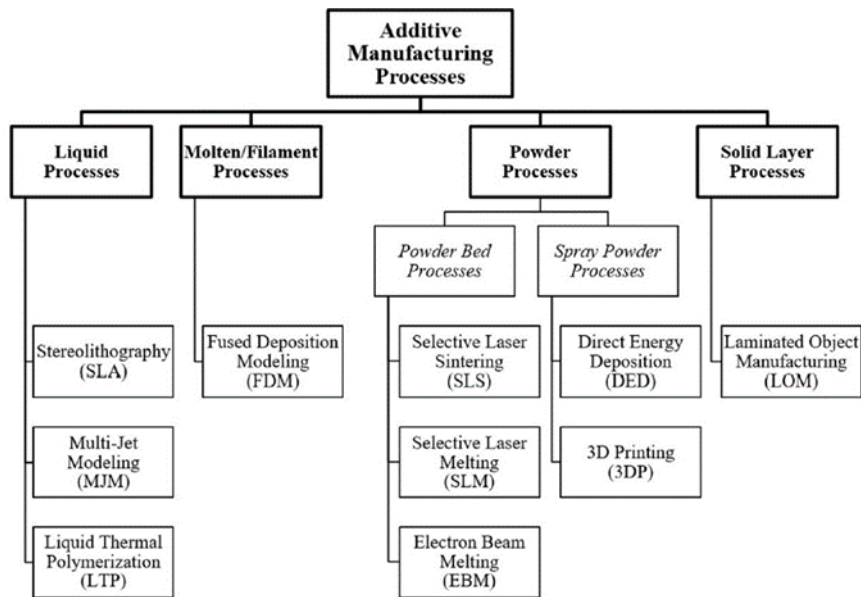 Additive
Manufacturing
Processes
Liquid
Processes
Molten/Filament
Processes
Powder
Processes
Solid Layer
Processes
Powder Bed
Processes
Spray Powder
Processes
Stereolithography
(SLA)
Fused Deposition
Modeling
(FDM)
Selective Laser
Sintering
(SLS)
Direct Energy
Deposition
(DED)
Laminated Object
Manufacturing
(LOM)
Multi-Jet
Modeling
(MJM)
Selective Laser
Melting
(SLM)
3D Printing
(3DP)
Liquid Thermal
Polymerization
(LTP)
Electron Beam
Melting
(EBM)